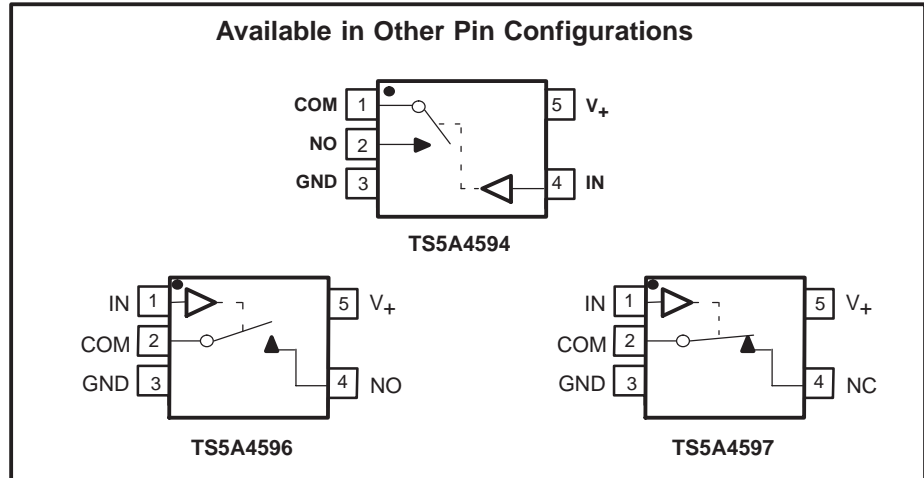 Available in Other Pin Configurations
COM 1 5 V+
NO 2
GND 3 4 IN
TS5A4594
IN 1 5 V+
COM 2
GND 3 4 NO
TS5A4596
IN 1 5 V+
COM 2
GND 3 4 NC
TS5A4597